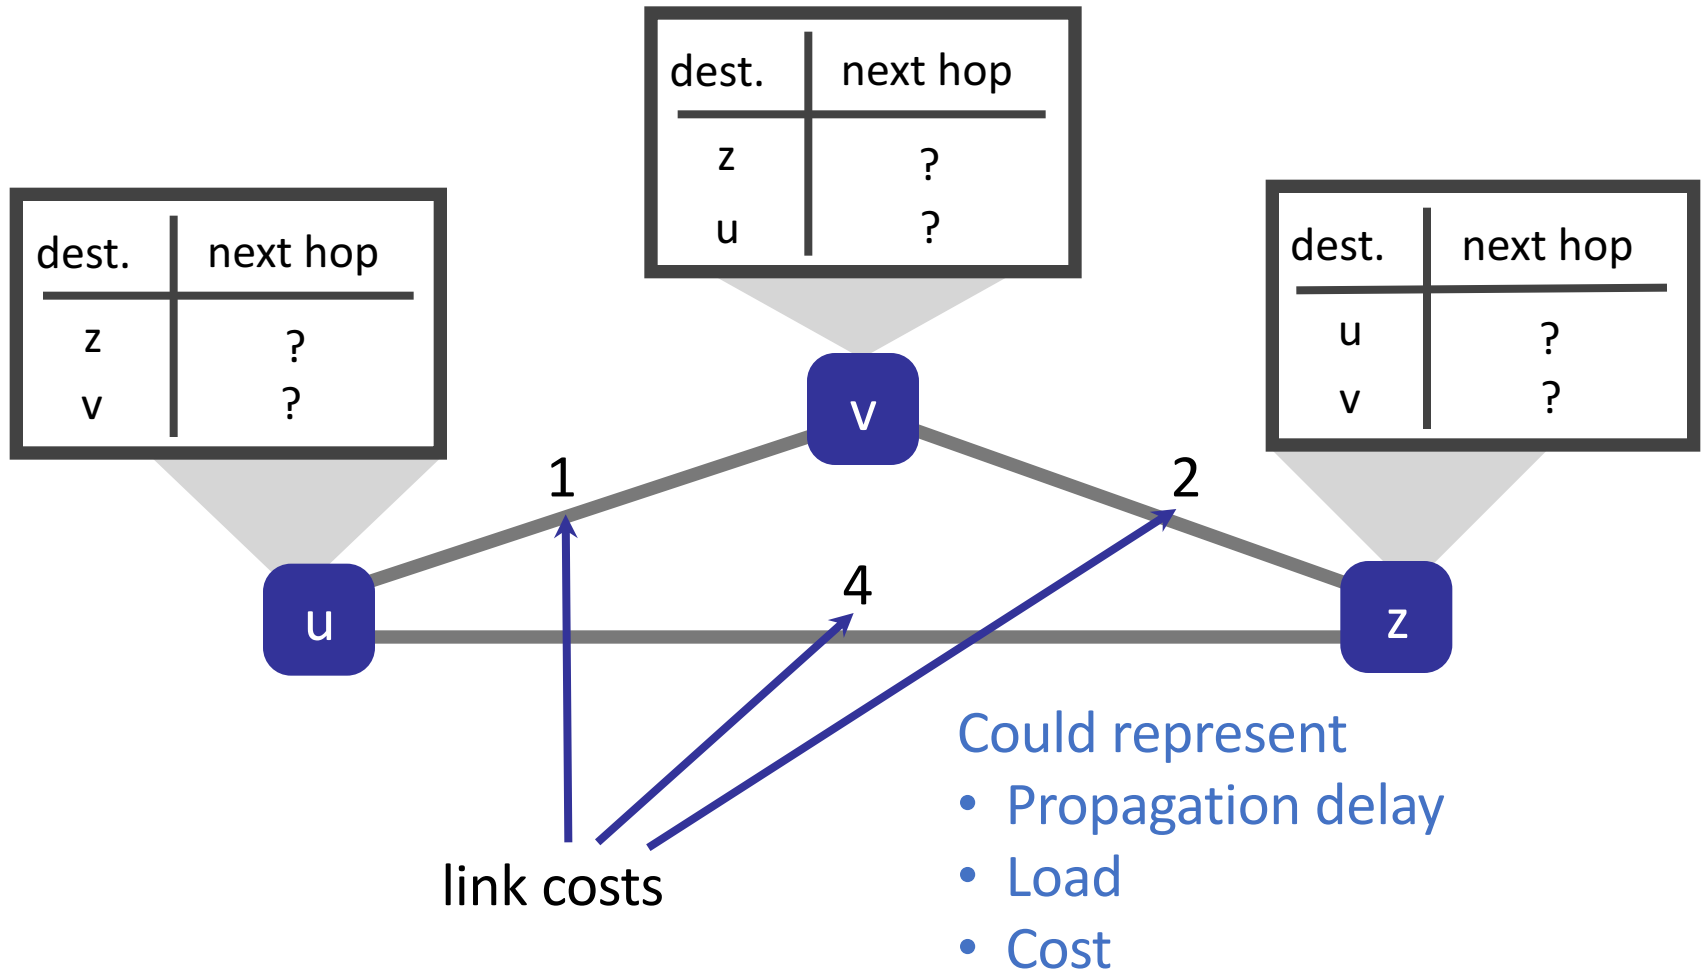 dest. next hop
z ?
u ?
dest. next hop
z ?
v ?
dest. next hop
u ?
v ?
v
1
2
4
u
z
link costs
Could represent
• Propagation delay
• Load
• Cost